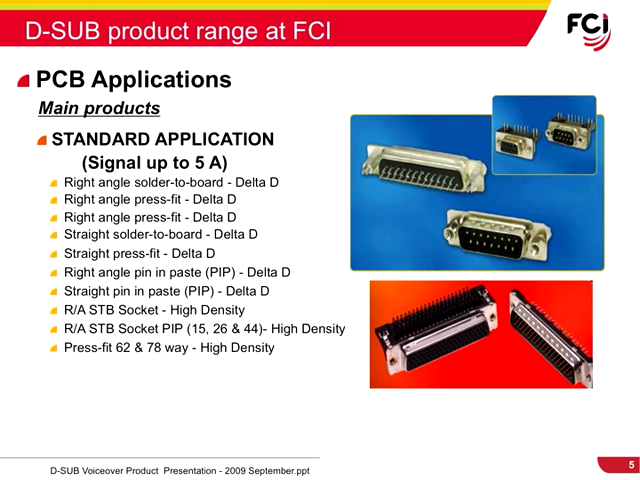 D-SUB product range at FCI
FCI
PCB Applications
Main products
STANDARD APPLICATION
(Signal up to 5 A)
Right angle solder-to-board - Delta D
Right angle press-fit - Delta D
Right angle press-fit - Delta D
Straight solder-to-board - Delta D
Straight press-fit - Delta D
Right angle pin in paste (PIP) - Delta D
Straight pin in paste (PIP) - Delta D
R/A STB Socket - High Density
R/A STB Socket PIP (15, 26 & 44)- High Density
Press-fit 62 & 78 way - High Density
D-SUB Voiceover Product  Presentation - 2009 September.ppt
5